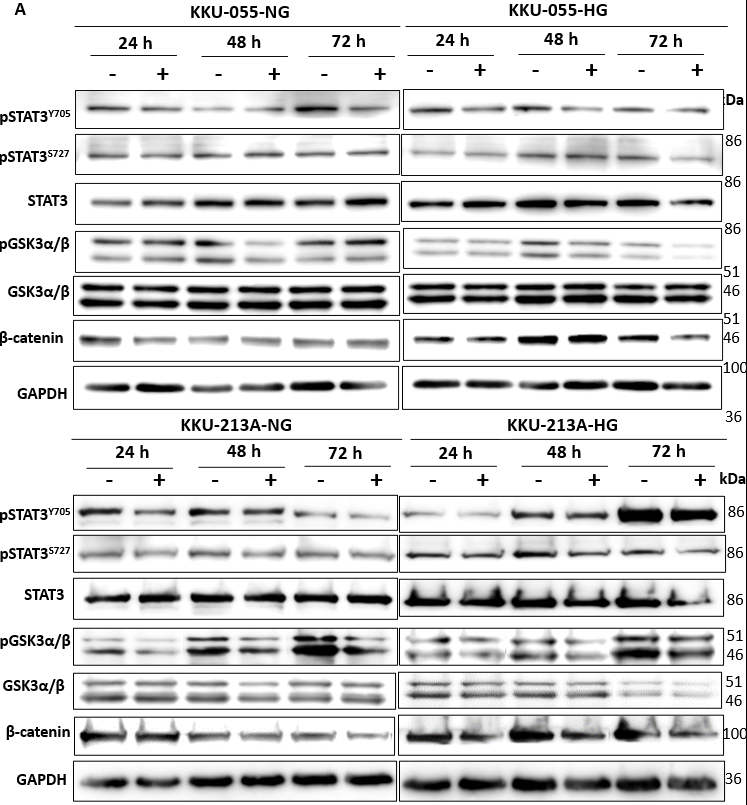 A
KKU-055-NG KKU-055-HG
24 h 48 h 72 h 24 h 48 h 72 h
- + - + - + - + - + - +
kDa
pSTAT3Y705
86
pSTAT3S727
86
STAT3
86
pGSK3α/β
51
46
GSK3α/β
51
46
β-catenin
100
GAPDH
36
KKU-213A-NG KKU-213A-HG
24 h 48 h 72 h 24 h 48 h 72 h
- + - + - + - + - + - + kDa
pSTAT3Y705 86
pSTAT3S727 86
STAT3 86
pGSK3α/β 51
46
GSK3α/β 51
46
β-catenin 100
GAPDH 36